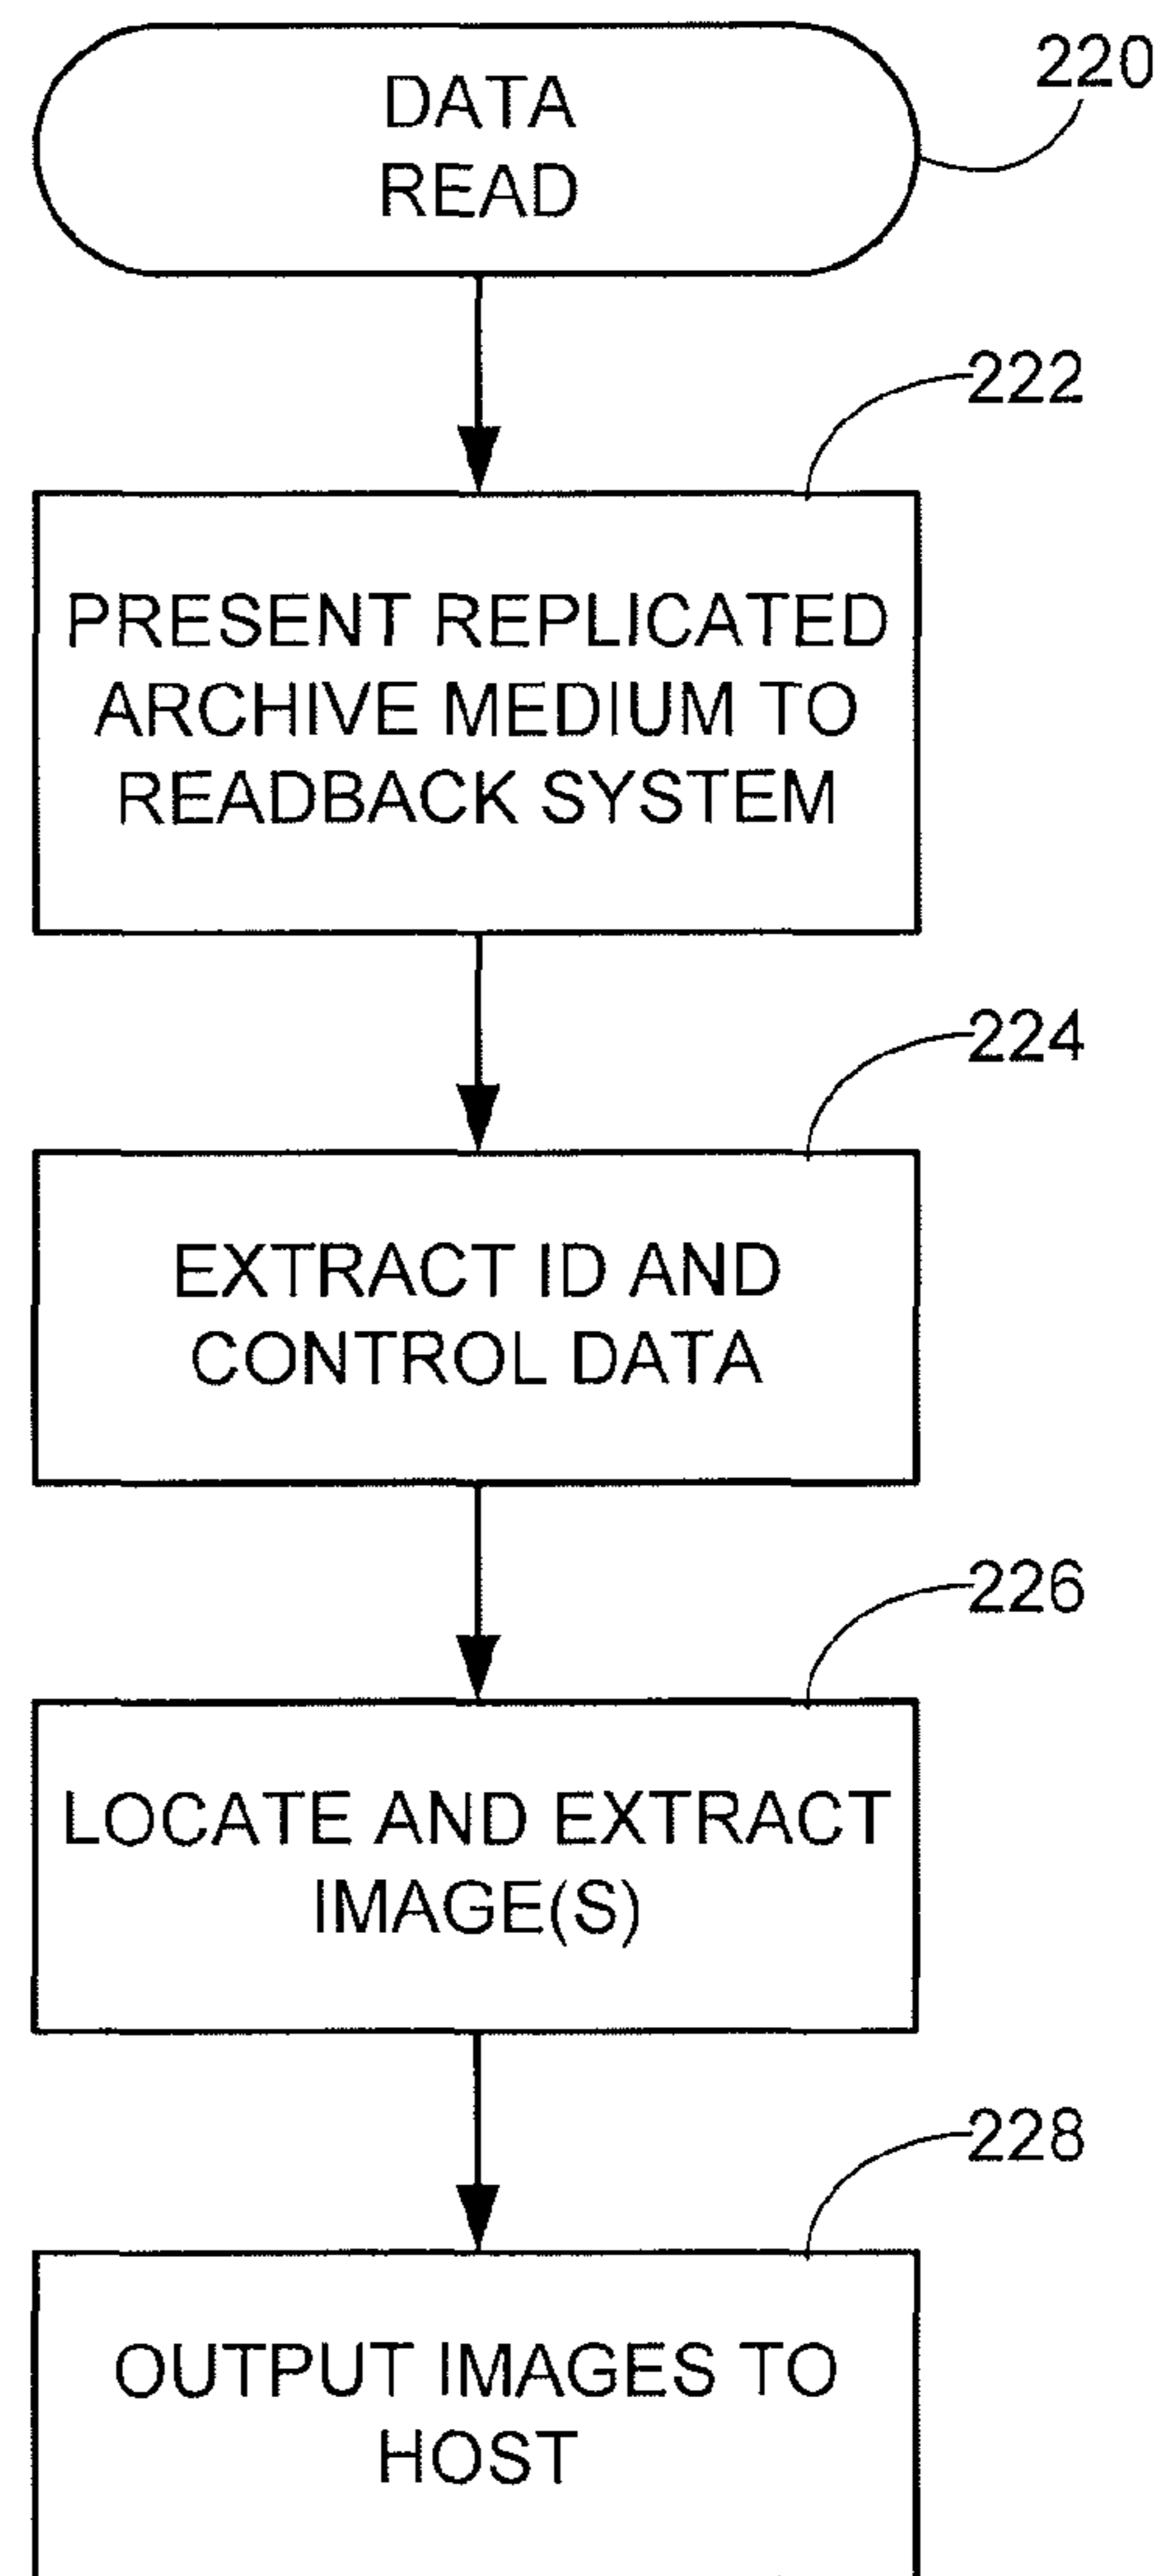 DATA
READ
220
222
PRESENT REPLICATED
ARCHIVE MEDIUM TO
READBACK SYSTEM
224
EXTRACT ID AND
CONTROL DATA
226
LOCATE AND EXTRACT
IMAGE(S)
228
OUTPUT IMAGES TO
HOST